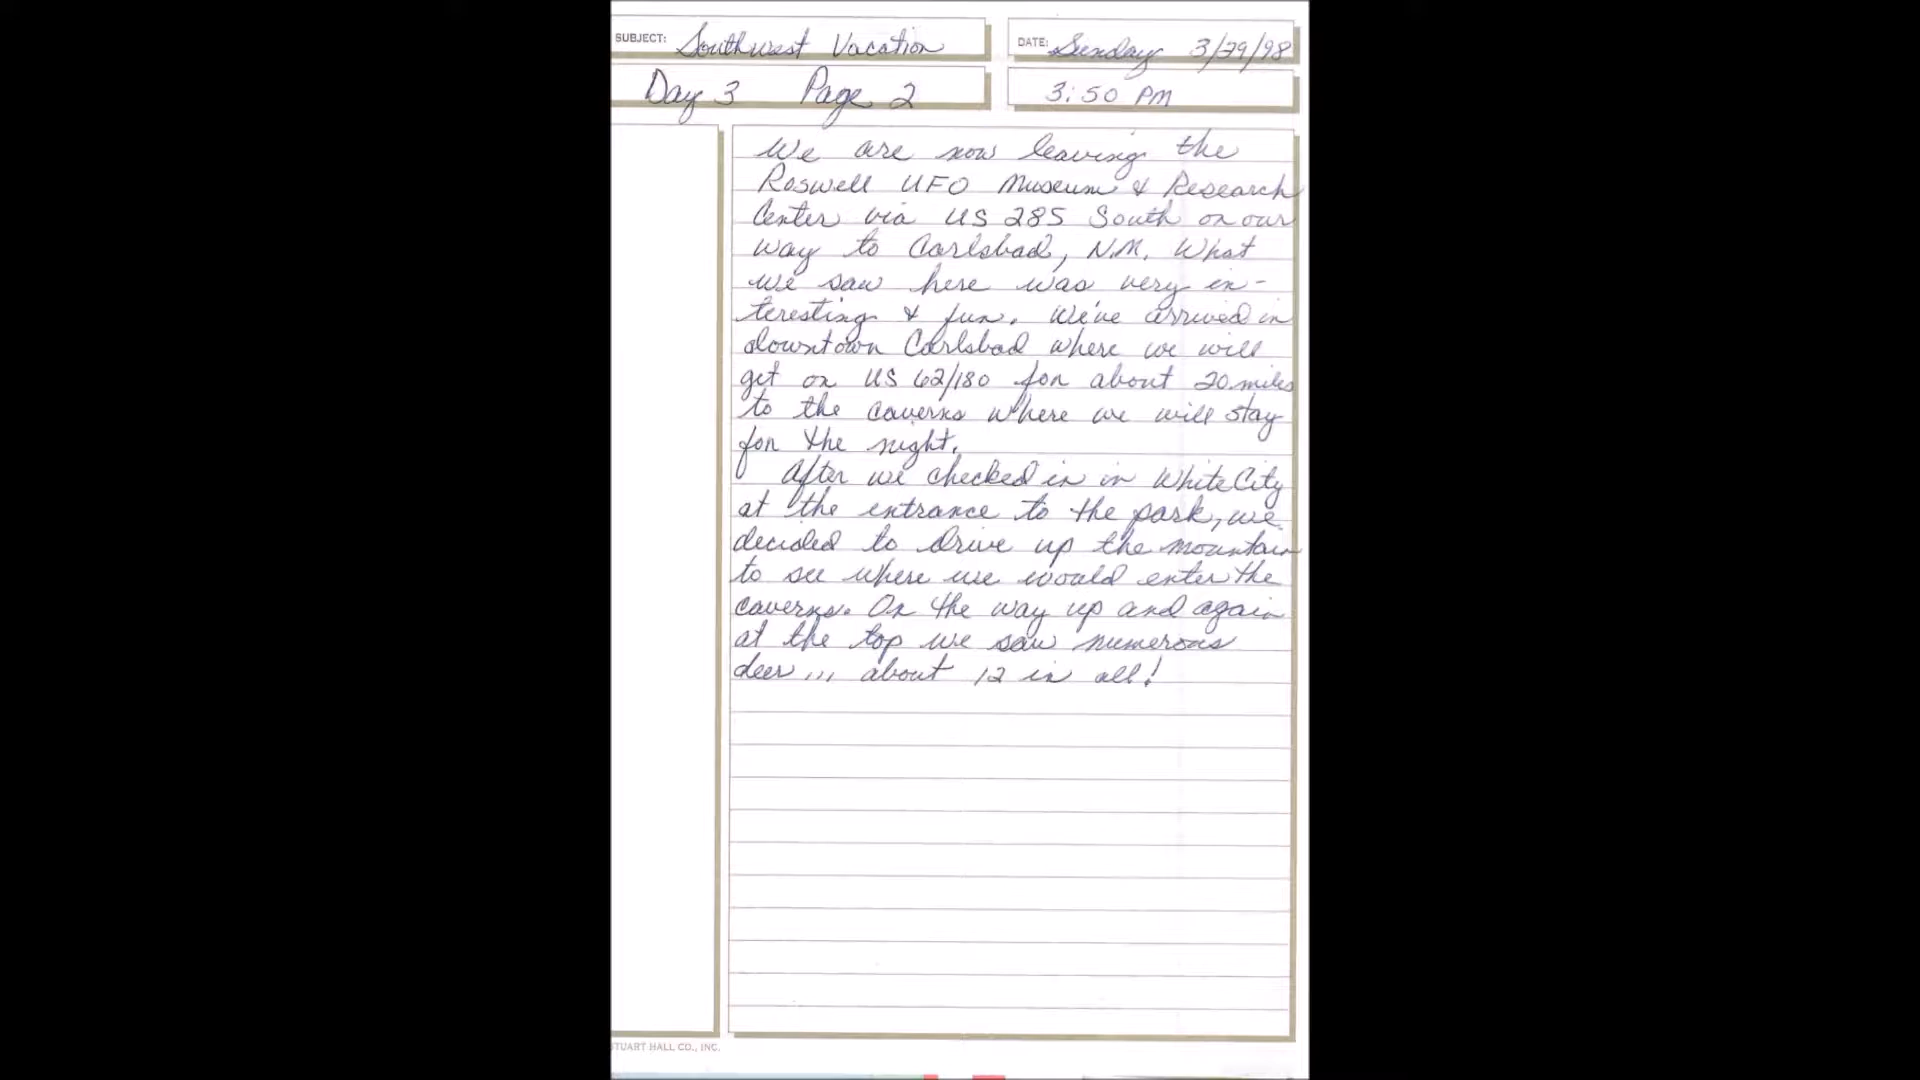 SUBJECT: Southwest Vacation
DATE: Sunday 3/29/98
Day 3 Page 2
3:50 PM
We are now leaving the
Roswell UFO Museum & Research
Center via US 285 South on our
way to Carlsbad, N.M. What
we saw here was very in-
teresting & fun. We've arrived in
downtown Carlsbad where we will
get on US 62/180 for about 20 miles
to the caverns where we will stay
for the night.
After we checked in in White City
at the entrance to the park, we
decided to drive up the mountain
to see where we would enter the
caverns. On the way up and again
at the top we saw numerous
deer... about 12 in all!
STUART HALL CO., INC.